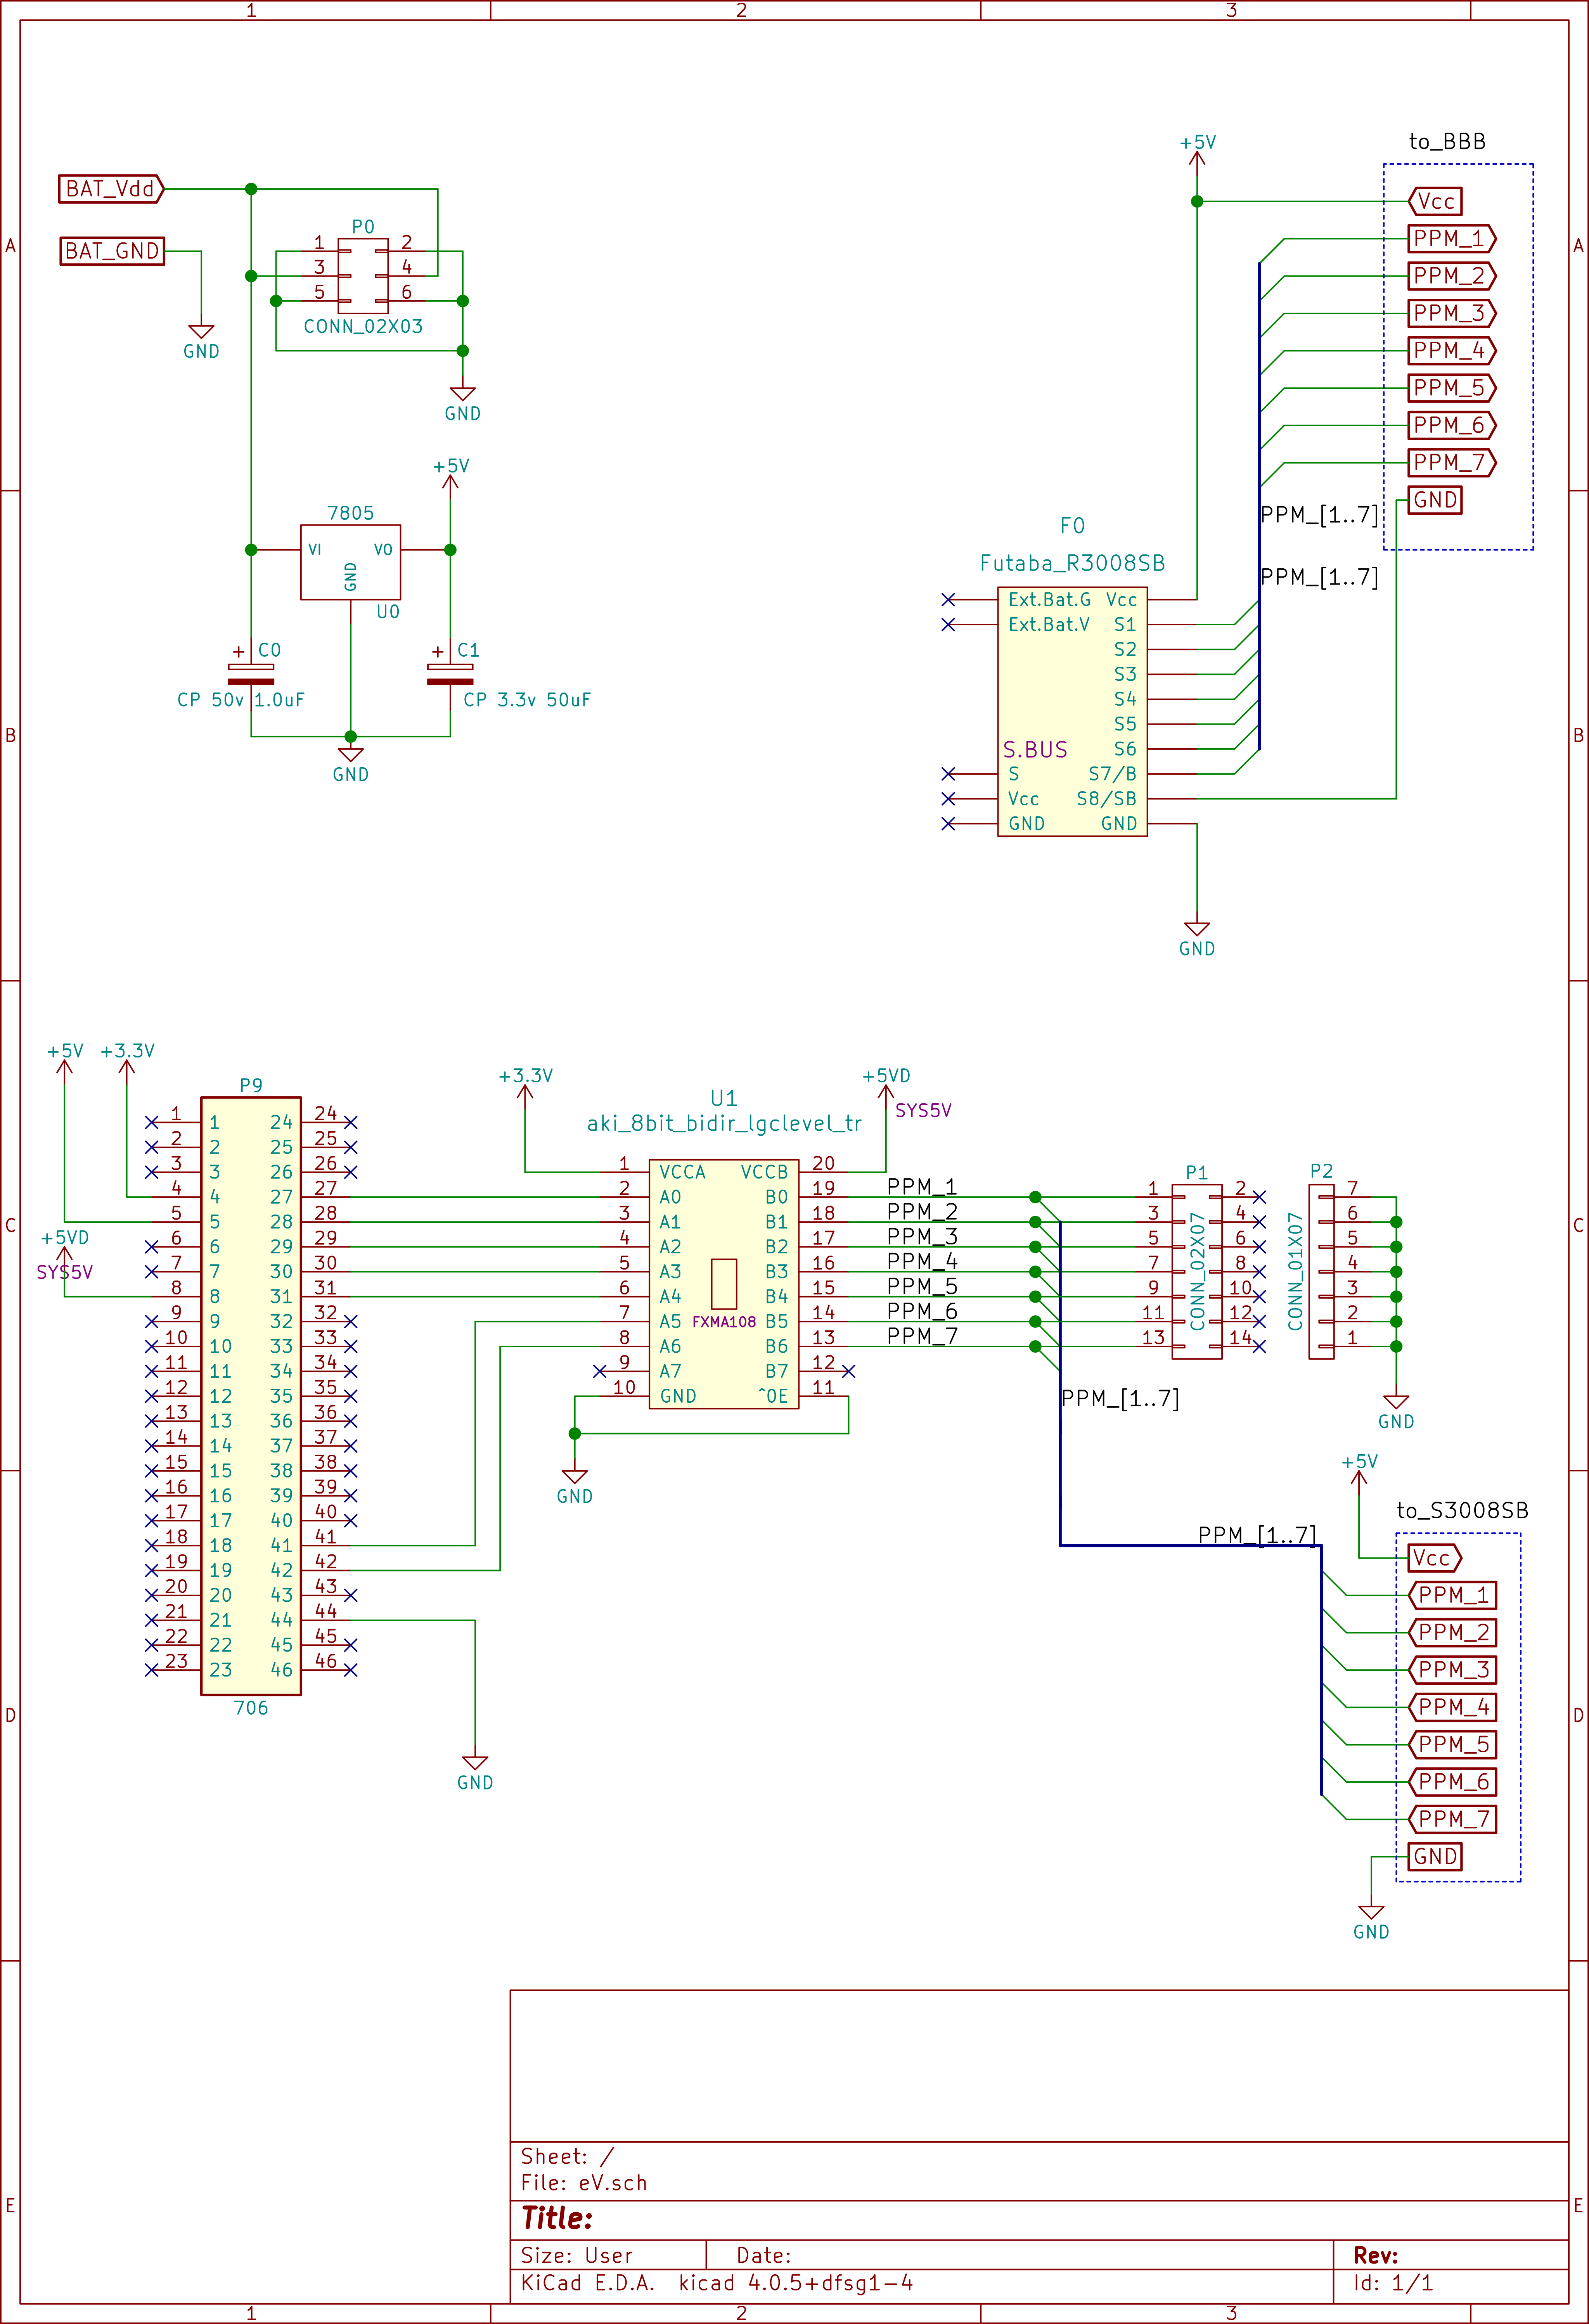 1 2 3
A A
B B
C C
D D
E E
BAT_Vdd
BAT_GND
GND
P0
1 2
3 4
5 6
CONN_02X03
GND
+5V
7805
VI VO
GND
U0
+ C0
CP 50v 1.0uF
+ C1
CP 3.3v 50uF
GND
+5V
to_BBB
Vcc
PPM_1
PPM_2
PPM_3
PPM_4
PPM_5
PPM_6
PPM_7
GND
PPM_[1..7]
PPM_[1..7]
F0
Futaba_R3008SB
Ext.Bat.G Vcc
Ext.Bat.V S1
S2
S3
S4
S5
S.BUS S6
S S7/B
Vcc S8/SB
GND GND
GND
+5V +3.3V
+5VD
SYS5V
P9
1 1 24 24
2 2 25 25
3 3 26 26
4 4 27 27
5 5 28 28
6 6 29 29
7 7 30 30
8 8 31 31
9 9 32 32
10 10 33 33
11 11 34 34
12 12 35 35
13 13 36 36
14 14 37 37
15 15 38 38
16 16 39 39
17 17 40 40
18 18 41 41
19 19 42 42
20 20 43 43
21 21 44 44
22 22 45 45
23 23 46 46
706
GND
+3.3V
+5VD
SYS5V
U1
aki_8bit_bidir_lgclevel_tr
1 VCCA VCCB 20
2 A0 B0 19 PPM_1
3 A1 B1 18 PPM_2
4 A2 B2 17 PPM_3
5 A3 B3 16 PPM_4
6 A4 B4 15 PPM_5
7 A5 FXMA108 B5 14 PPM_6
8 A6 B6 13 PPM_7
9 A7 B7 12
10 GND ^OE 11
GND
P1
1 2
3 4
5 6
7 8
9 10
11 12
13 14
CONN_02X07
P2
7
6
5
4
3
2
1
CONN_01X07
GND
PPM_[1..7]
PPM_[1..7]
+5V
to_S3008SB
Vcc
PPM_1
PPM_2
PPM_3
PPM_4
PPM_5
PPM_6
PPM_7
GND
GND
Sheet: /
File: eV.sch
Title:
Size: User Date: Rev:
KiCad E.D.A. kicad 4.0.5+dfsg1-4 Id: 1/1
1 2 3